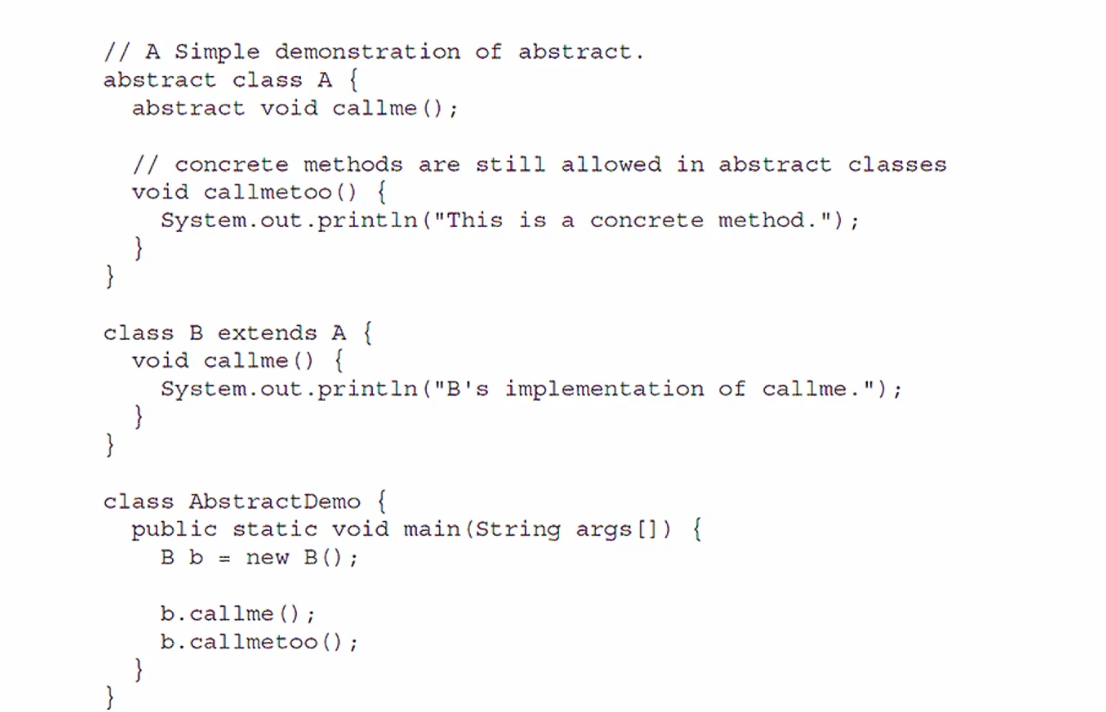 // A Simple demonstration of abstract.
abstract class A {
  abstract void callme();

  // concrete methods are still allowed in abstract classes
  void callmetoo() {
    System.out.println("This is a concrete method.");
  }
}

class B extends A {
  void callme() {
    System.out.println("B's implementation of callme.");
  }
}

class AbstractDemo {
  public static void main(String args[]) {
    B b = new B();

    b.callme();
    b.callmetoo();
  }
}